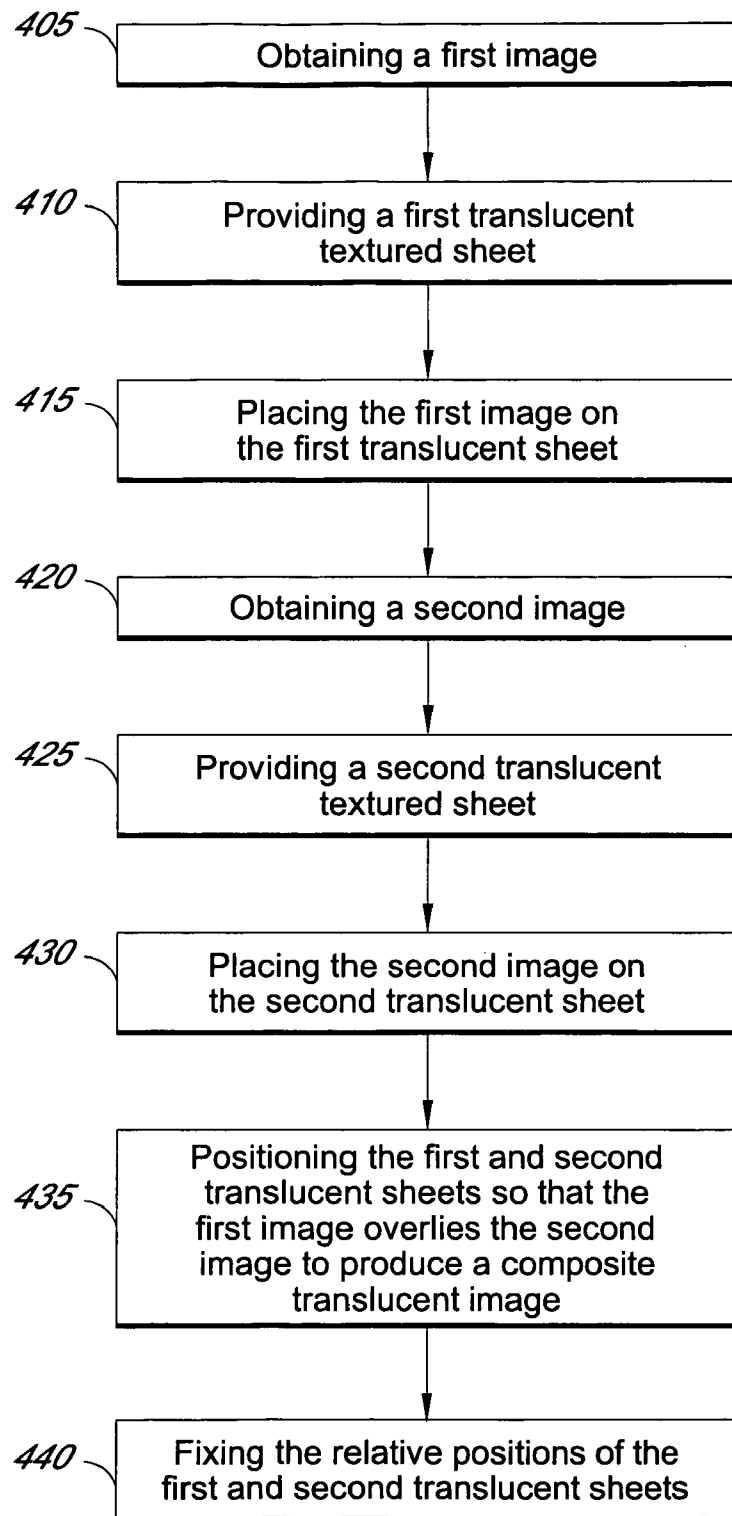 405
Obtaining a first image
410
Providing a first translucent
textured sheet
415
Placing the first image on
the first translucent sheet
420
Obtaining a second image
425
Providing a second translucent
textured sheet
430
Placing the second image on
the second translucent sheet
435
Positioning the first and second
translucent sheets so that the
first image overlies the second
image to produce a composite
translucent image
440
Fixing the relative positions of the
first and second translucent sheets